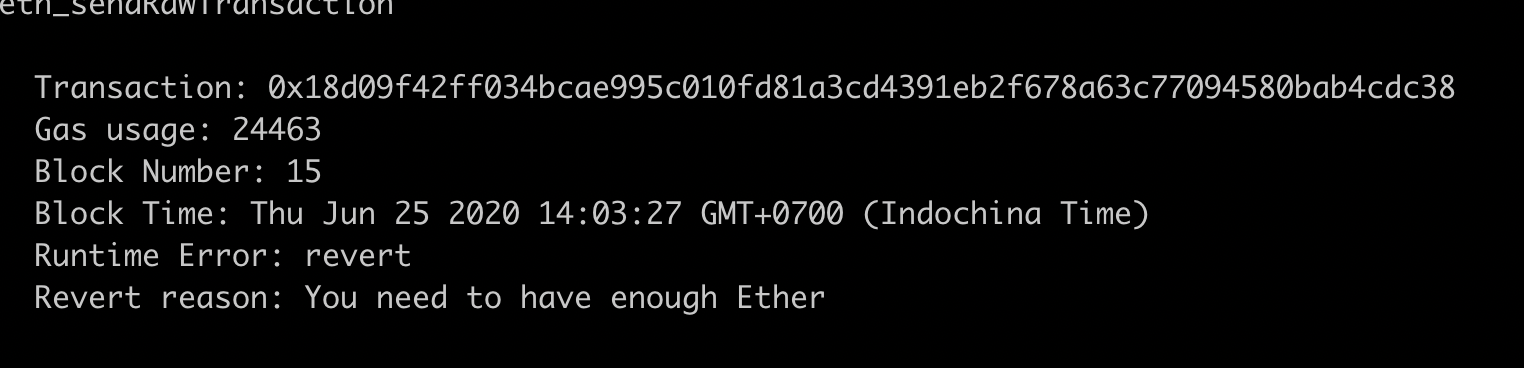 eth_sendRawTransaction
Transaction: 0x18d09f42ff034bcae995c010fd81a3cd4391eb2f678a63c77094580bab4cdc38
Gas usage: 24463
Block Number: 15
Block Time: Thu Jun 25 2020 14:03:27 GMT+0700 (Indochina Time)
Runtime Error: revert
Revert reason: You need to have enough Ether